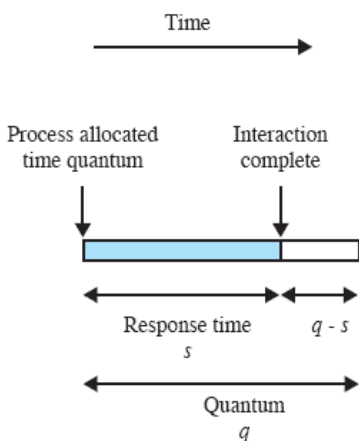 Time
Process allocated
time quantum
Interaction
complete
Response time
s
q - s
Quantum
q